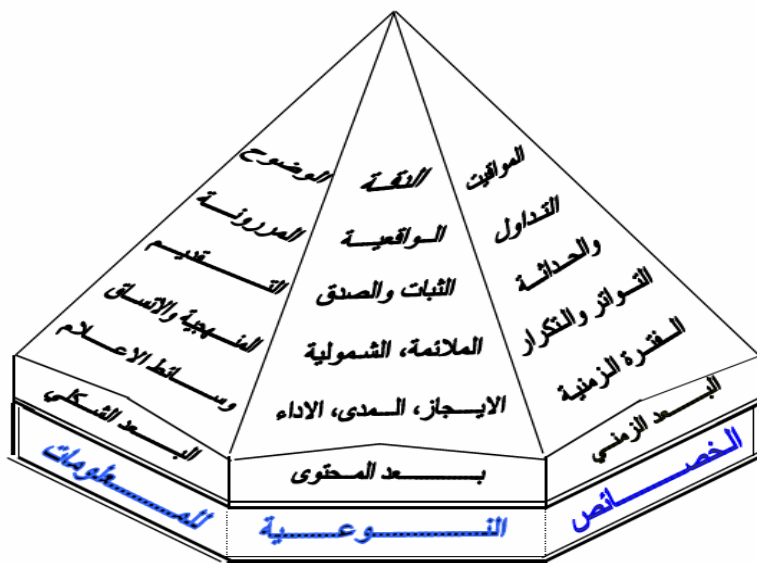 المواقيت
التداول
والحداثة
التواتر والتكرار
الفترة الزمنية
البعد الزمني
الدقة
الواقعية
الثبات والصدق
الملائمة، الشمولية
الايجاز، المدى، الاداء
بعد المحتوى
الوضوح
المررونة
التقديم
المنهجية والاتساق
وسائط الاعلام
البعد الشكلي
الخصائص
النوعية
للمعلومات